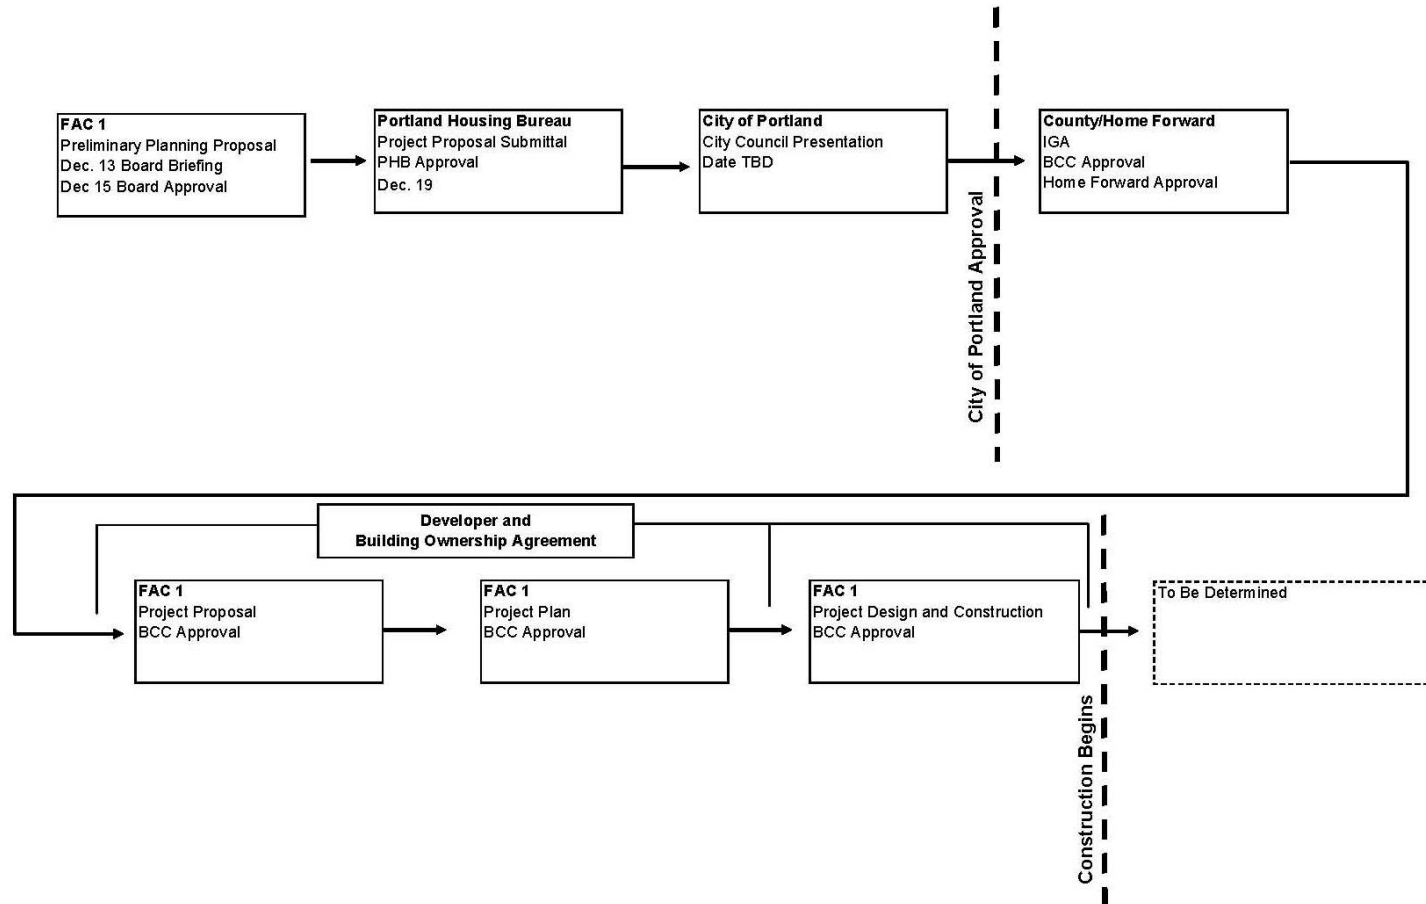 FAC 1
Preliminary Planning Proposal
Dec. 13 Board Briefing
Dec 15 Board Approval
Portland Housing Bureau
Project Proposal Submittal
PHB Approval
Dec. 19
City of Portland
City Council Presentation
Date TBD
City of Portland Approval
County/Home Forward
IGA
BCC Approval
Home Forward Approval
Developer and
Building Ownership Agreement
FAC 1
Project Proposal
BCC Approval
FAC 1
Project Plan
BCC Approval
FAC 1
Project Design and Construction
BCC Approval
Construction Begins
To Be Determined